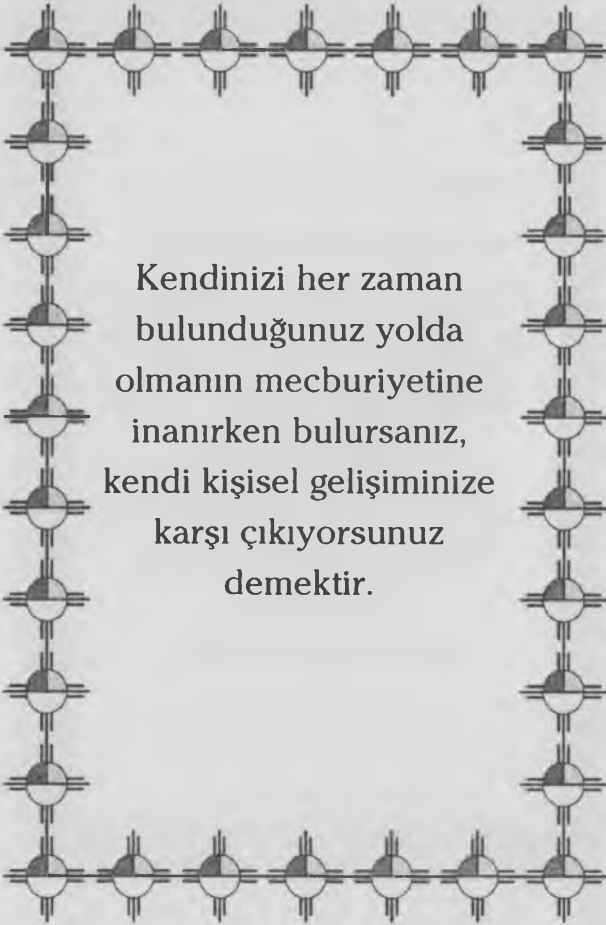 Kendinizi her zaman
bulunduğunuz yolda
olmanın mecburiyetine
inanırken bulursanız,
kendi kişisel gelişiminize
karşı çıkıyorsunuz
demektir.